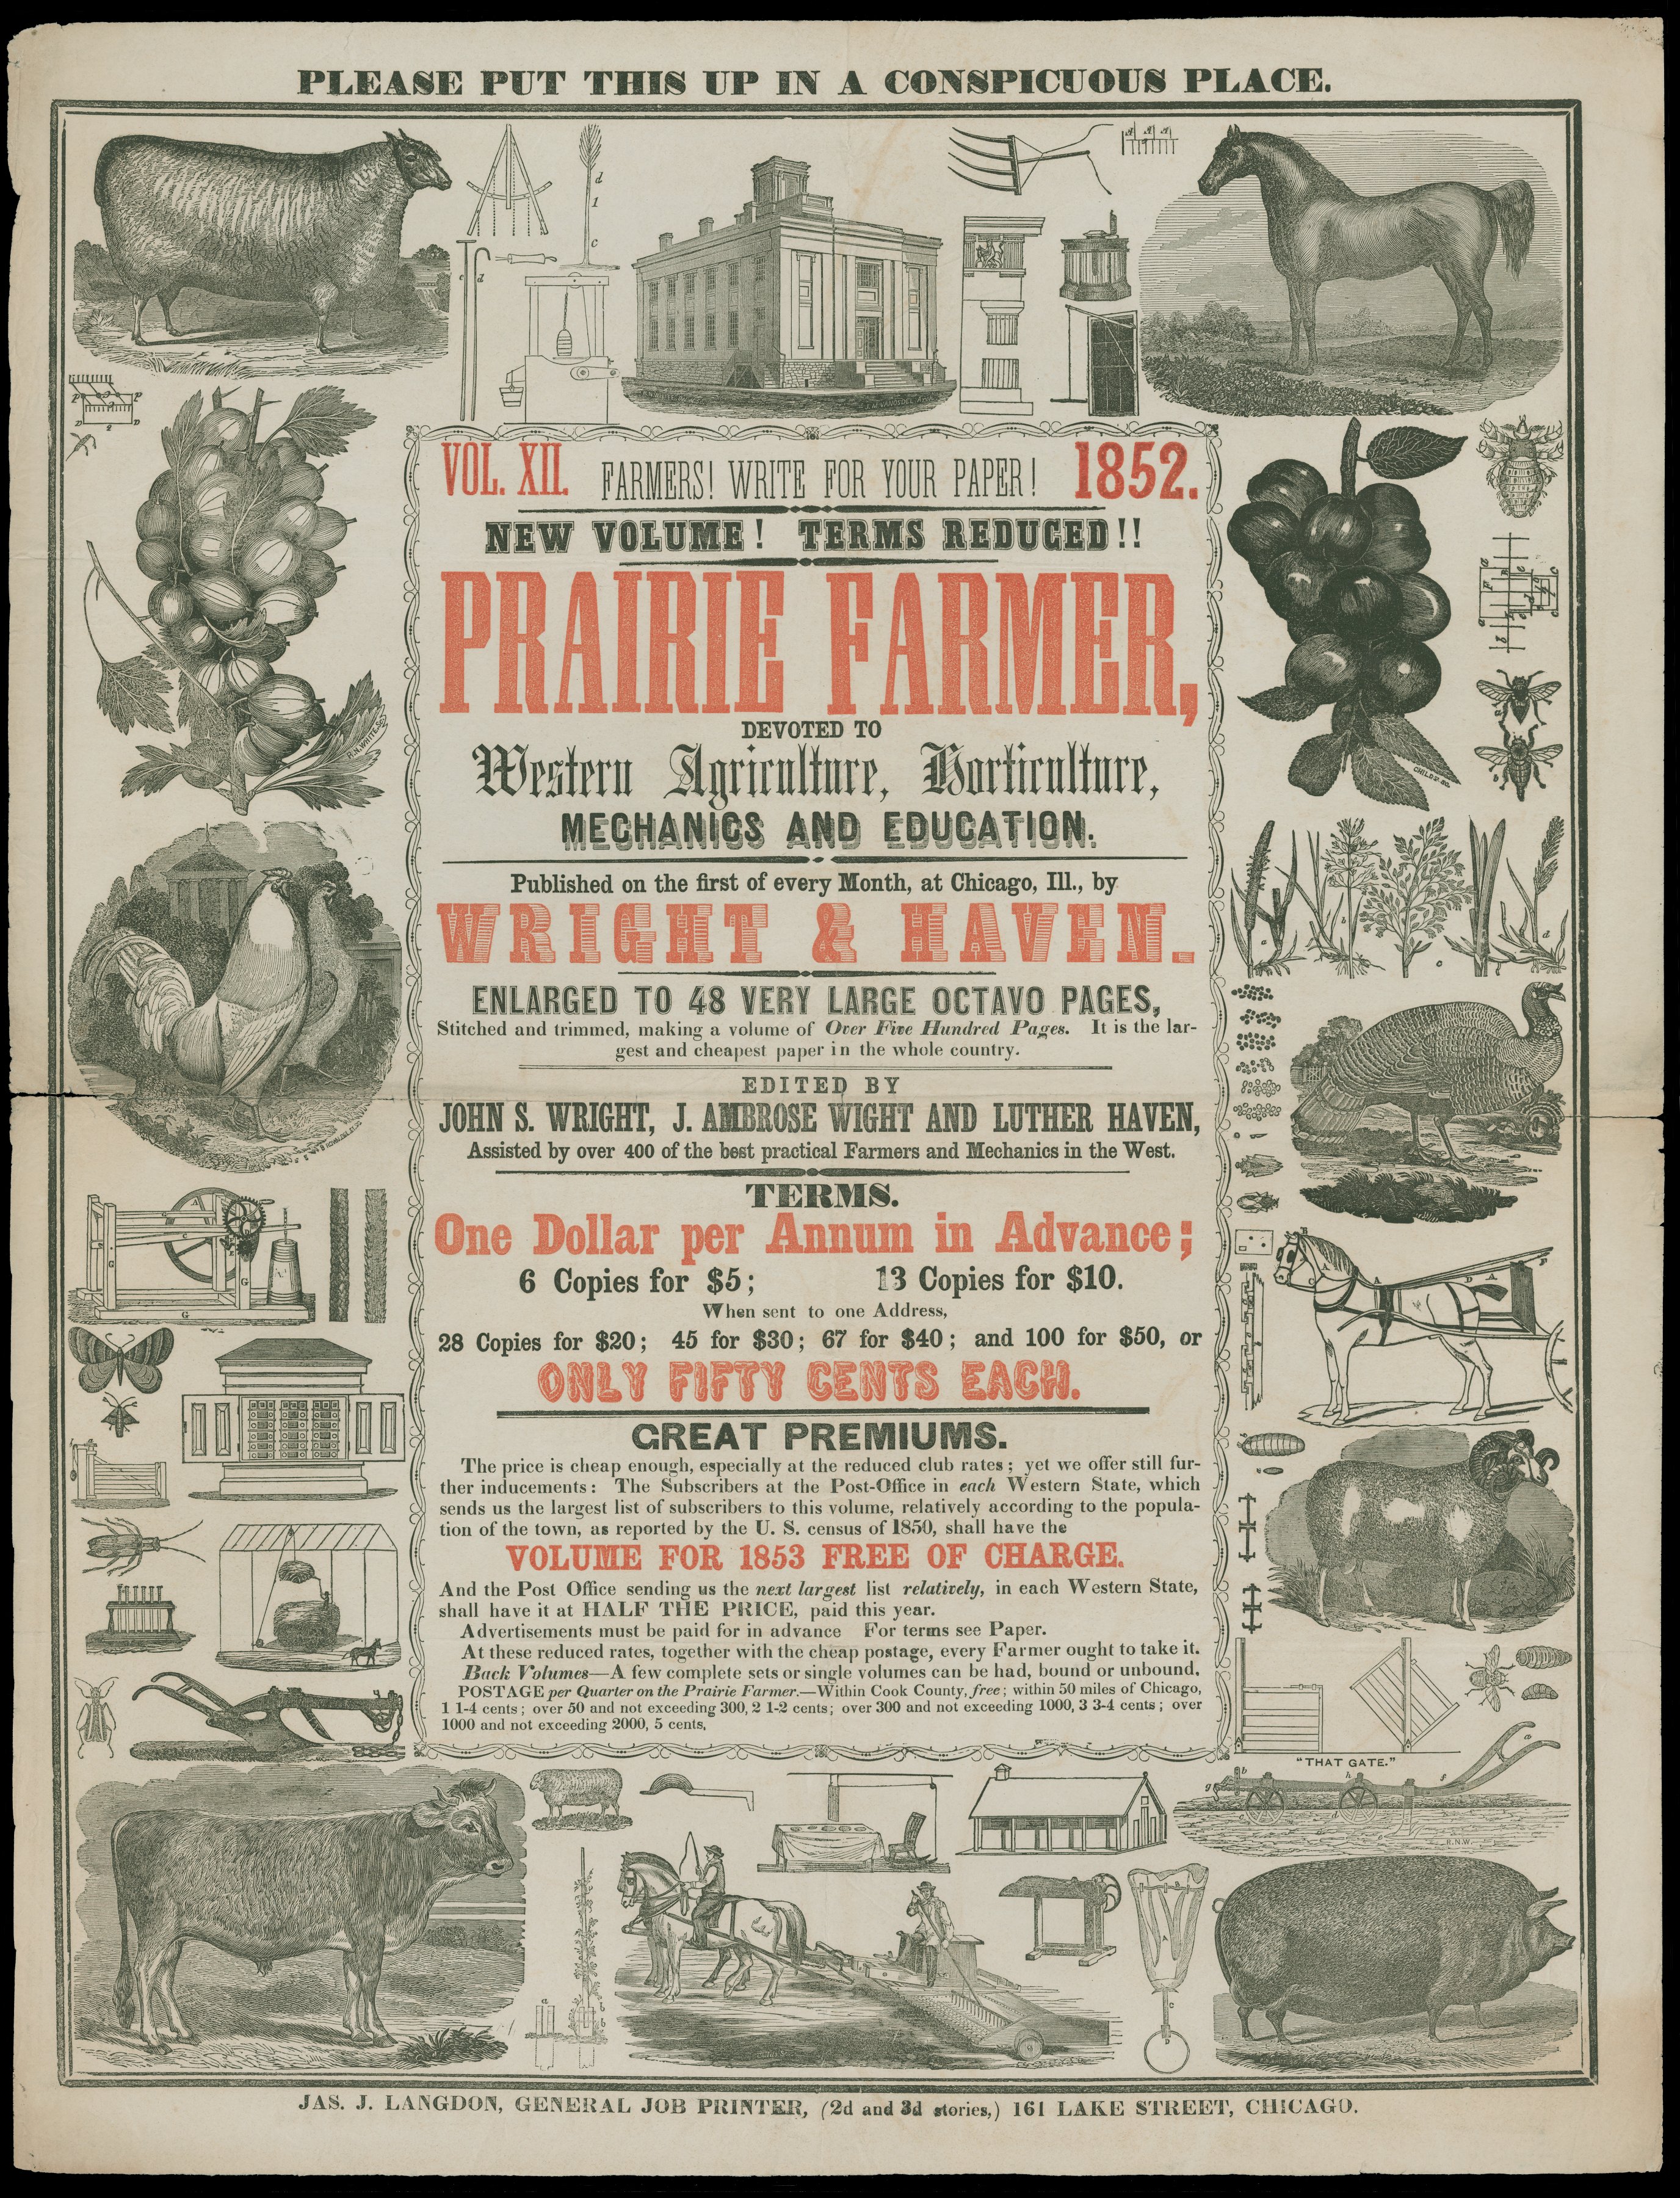 PLEASE PUT THIS UP IN A CONSPICUOUS PLACE.
VOL. XII. FARMERS! WRITE FOR YOUR PAPER! 1852.
NEW VOLUME! TERMS REDUCED!!
PRAIRIE FARMER,
DEVOTED TO
Western Agriculture, Horticulture,
MECHANICS AND EDUCATION.
Published on the first of every Month, at Chicago, Ill., by
WRIGHT & HAVEN.
ENLARGED TO 48 VERY LARGE OCTAVO PAGES,
Stitched and trimmed, making a volume of Over Five Hundred Pages. It is the lar-
gest and cheapest paper in the whole country.
EDITED BY
JOHN S. WRIGHT, J. AMBROSE WIGHT AND LUTHER HAVEN,
Assisted by over 400 of the best practical Farmers and Mechanics in the West.
TERMS.
One Dollar per Annum in Advance;
6 Copies for $5; 13 Copies for $10.
When sent to one Address,
28 Copies for $20; 45 for $30; 67 for $40; and 100 for $50, or
ONLY FIFTY CENTS EACH.
GREAT PREMIUMS.
The price is cheap enough, especially at the reduced club rates; yet we offer still fur-
ther inducements: The Subscribers at the Post-Office in each Western State, which
sends us the largest list of subscribers to this volume, relatively according to the popula-
tion of the town, as reported by the U. S. census of 1850, shall have the
VOLUME FOR 1853 FREE OF CHARGE.
And the Post Office sending us the next largest list relatively, in each Western State,
shall have it at HALF THE PRICE, paid this year.
Advertisements must be paid for in advance For terms see Paper.
At these reduced rates, together with the cheap postage, every Farmer ought to take it.
Back Volumes—A few complete sets or single volumes can be had, bound or unbound.
POSTAGE per Quarter on the Prairie Farmer.—Within Cook County, free; within 50 miles of Chicago,
1 1-4 cents; over 50 and not exceeding 300, 2 1-2 cents; over 300 and not exceeding 1000, 3 3-4 cents; over
1000 and not exceeding 2000, 5 cents,
"THAT GATE."
R.N.W.
JAS. J. LANGDON, GENERAL JOB PRINTER, (2d and 3d stories,) 161 LAKE STREET, CHICAGO.